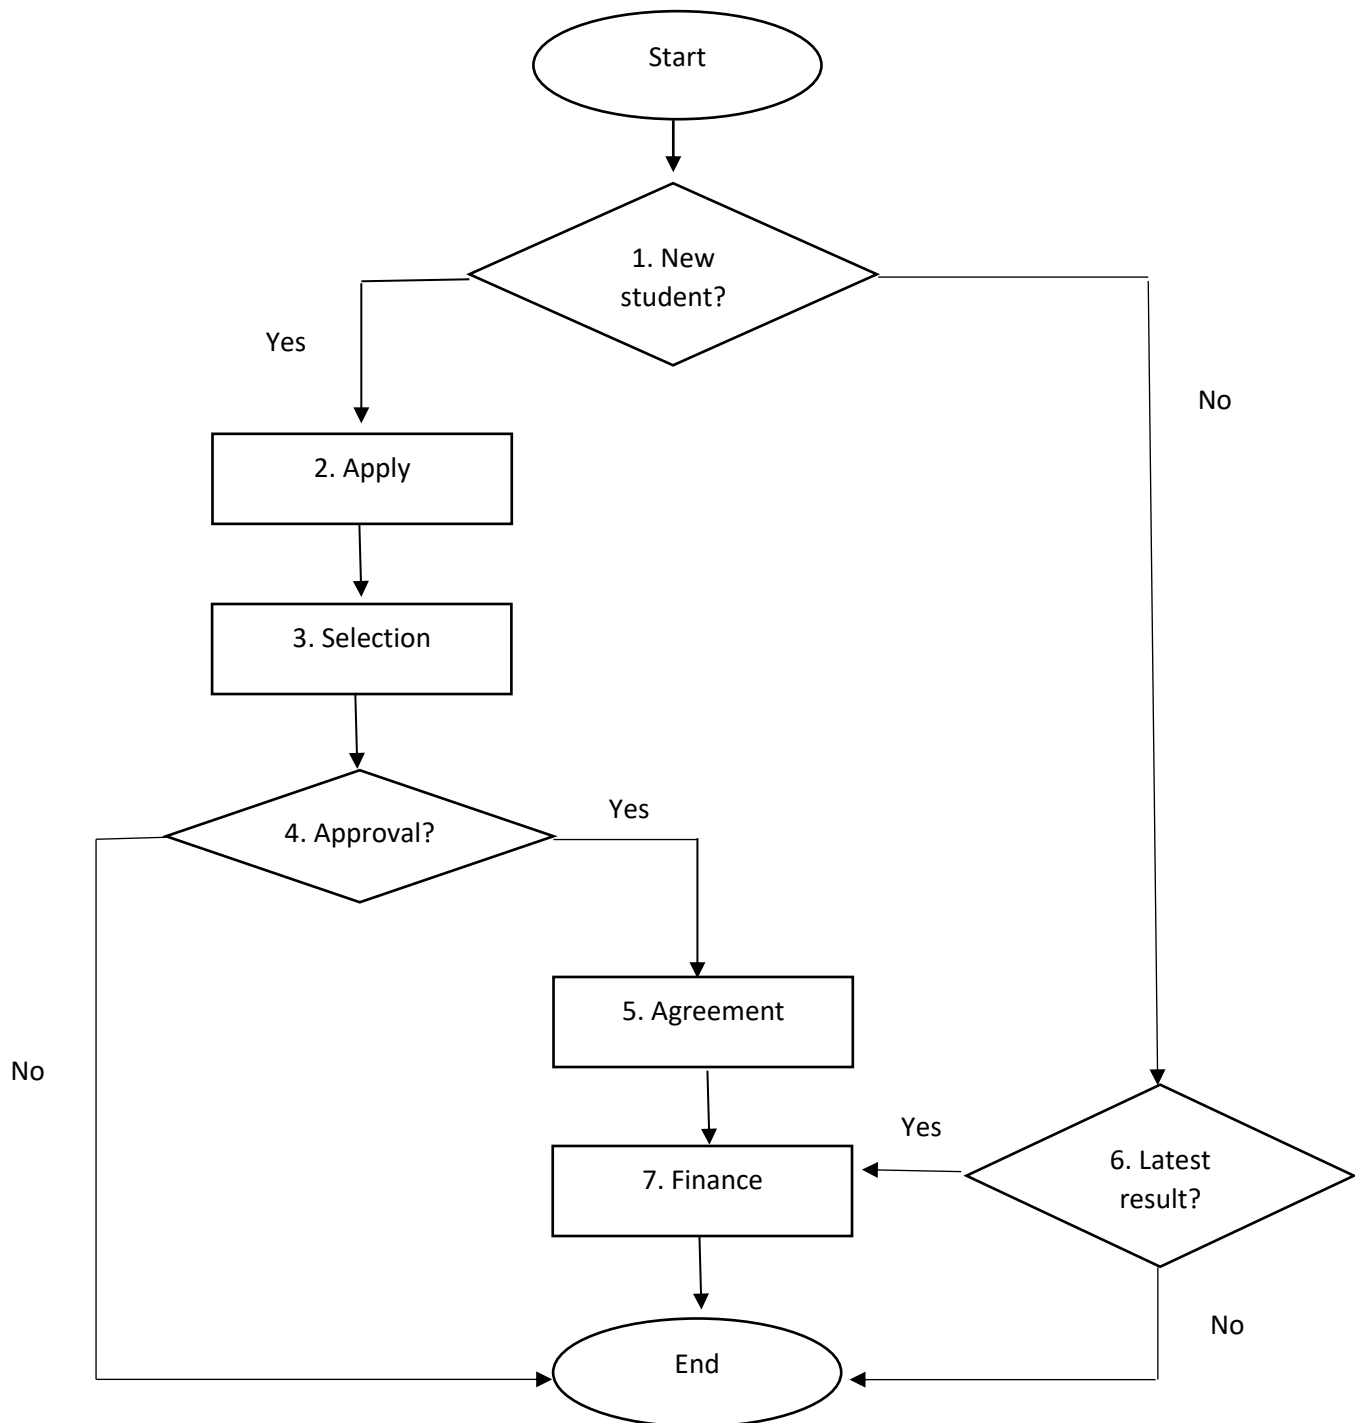 Start
1. New
student?
Yes
No
2. Apply
3. Selection
Yes
4. Approval?
5. Agreement
No
Yes
6. Latest
result?
7. Finance
No
End